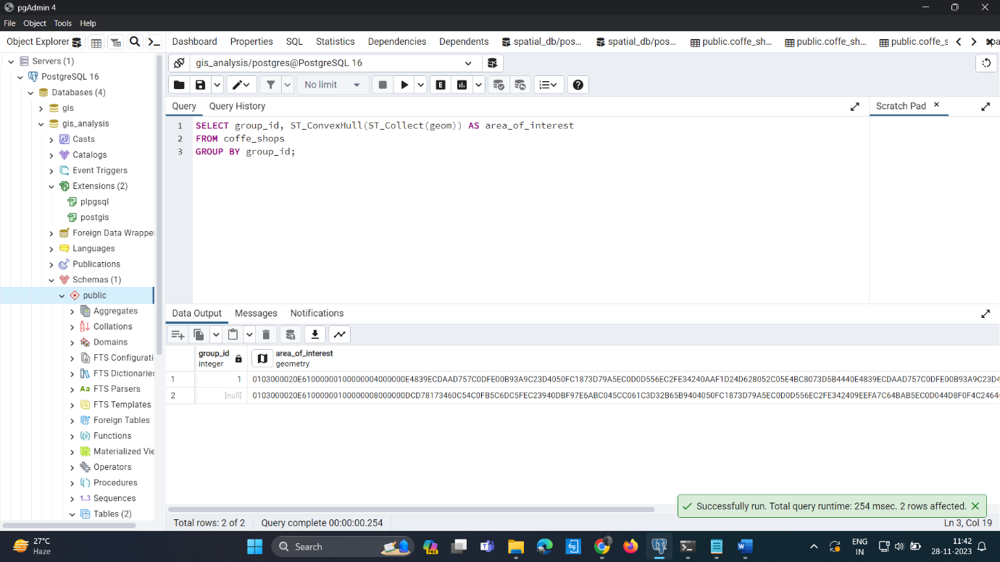 pgAdmin 4
File Object Tools Help
Object Explorer
Dashboard Properties SQL Statistics Dependencies Dependents spatial_db/pos... spatial_db/pos... public.coffe_sh... public.coffe_sh... public.coffe_s
Servers (1)
PostgreSQL 16
Databases (4)
gis
gis_analysis
Casts
Catalogs
Event Triggers
Extensions (2)
plpgsql
postgis
Foreign Data Wrappe
Languages
Publications
Schemas (1)
public
Aggregates
Collations
Domains
FTS Configurati
FTS Dictionaries
FTS Parsers
FTS Templates
Foreign Tables
Functions
Materialized Vie
Operators
Procedures
1..3 Sequences
Tables (2)
gis_analysis/postgres@PostgreSQL 16
No limit
Query Query History
Scratch Pad
1 SELECT group_id, ST_ConvexHull(ST_Collect(geom)) AS area_of_interest
2 FROM coffe_shops
3 GROUP BY group_id;
Data Output Messages Notifications
group_id
integer
area_of_interest
geometry
1 1
2 [null]
Successfully run. Total query runtime: 254 msec. 2 rows affected.
Total rows: 2 of 2 Query complete 00:00:00.254
Ln 3, Col 19
27°C
Haze
Search
PRE
ENG
IN
11:42
28-11-2023